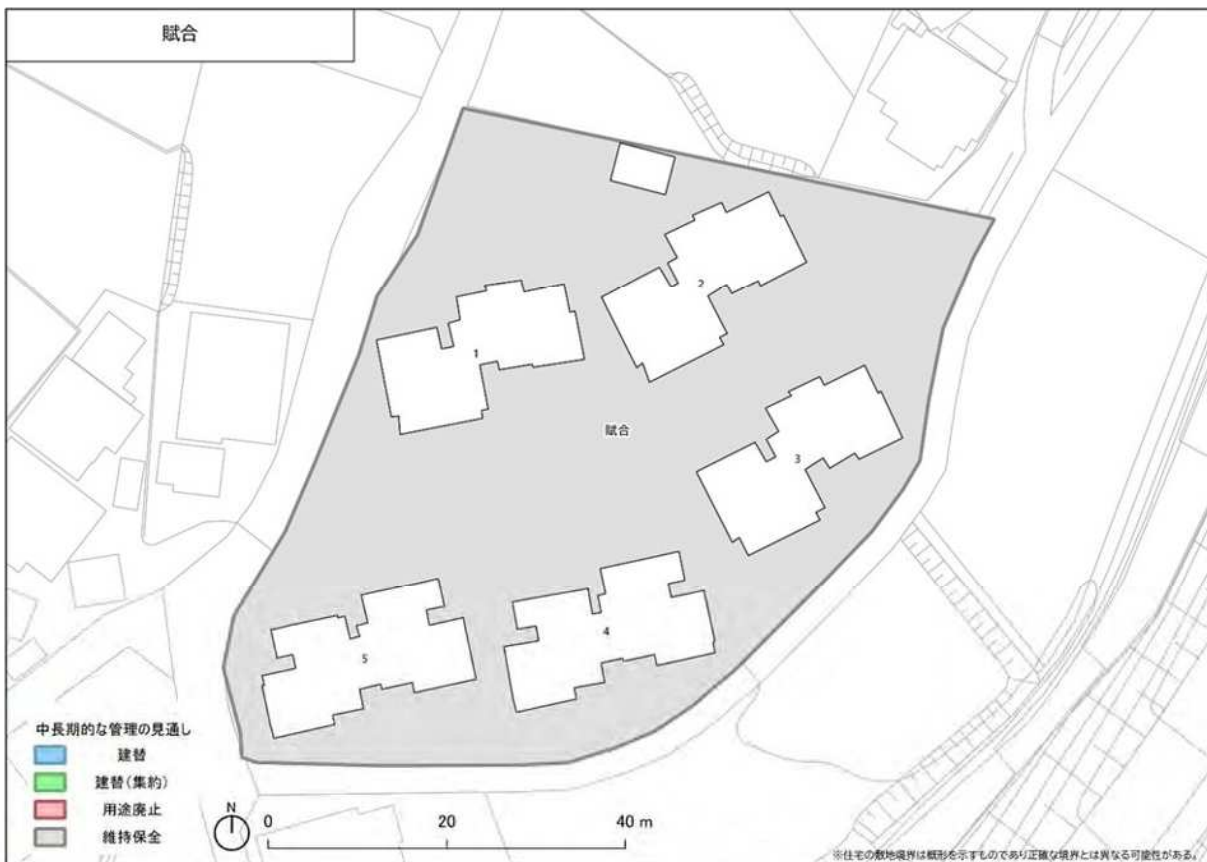 賦合
2
1
賦合
3
4
5
中長期的な管理の見通し
建替
建替(集約)
用途廃止
維持保全
N
0 20 40 m
※住宅の敷地境界は概形を示すものであり正確な境界とは異なる可能性がある。